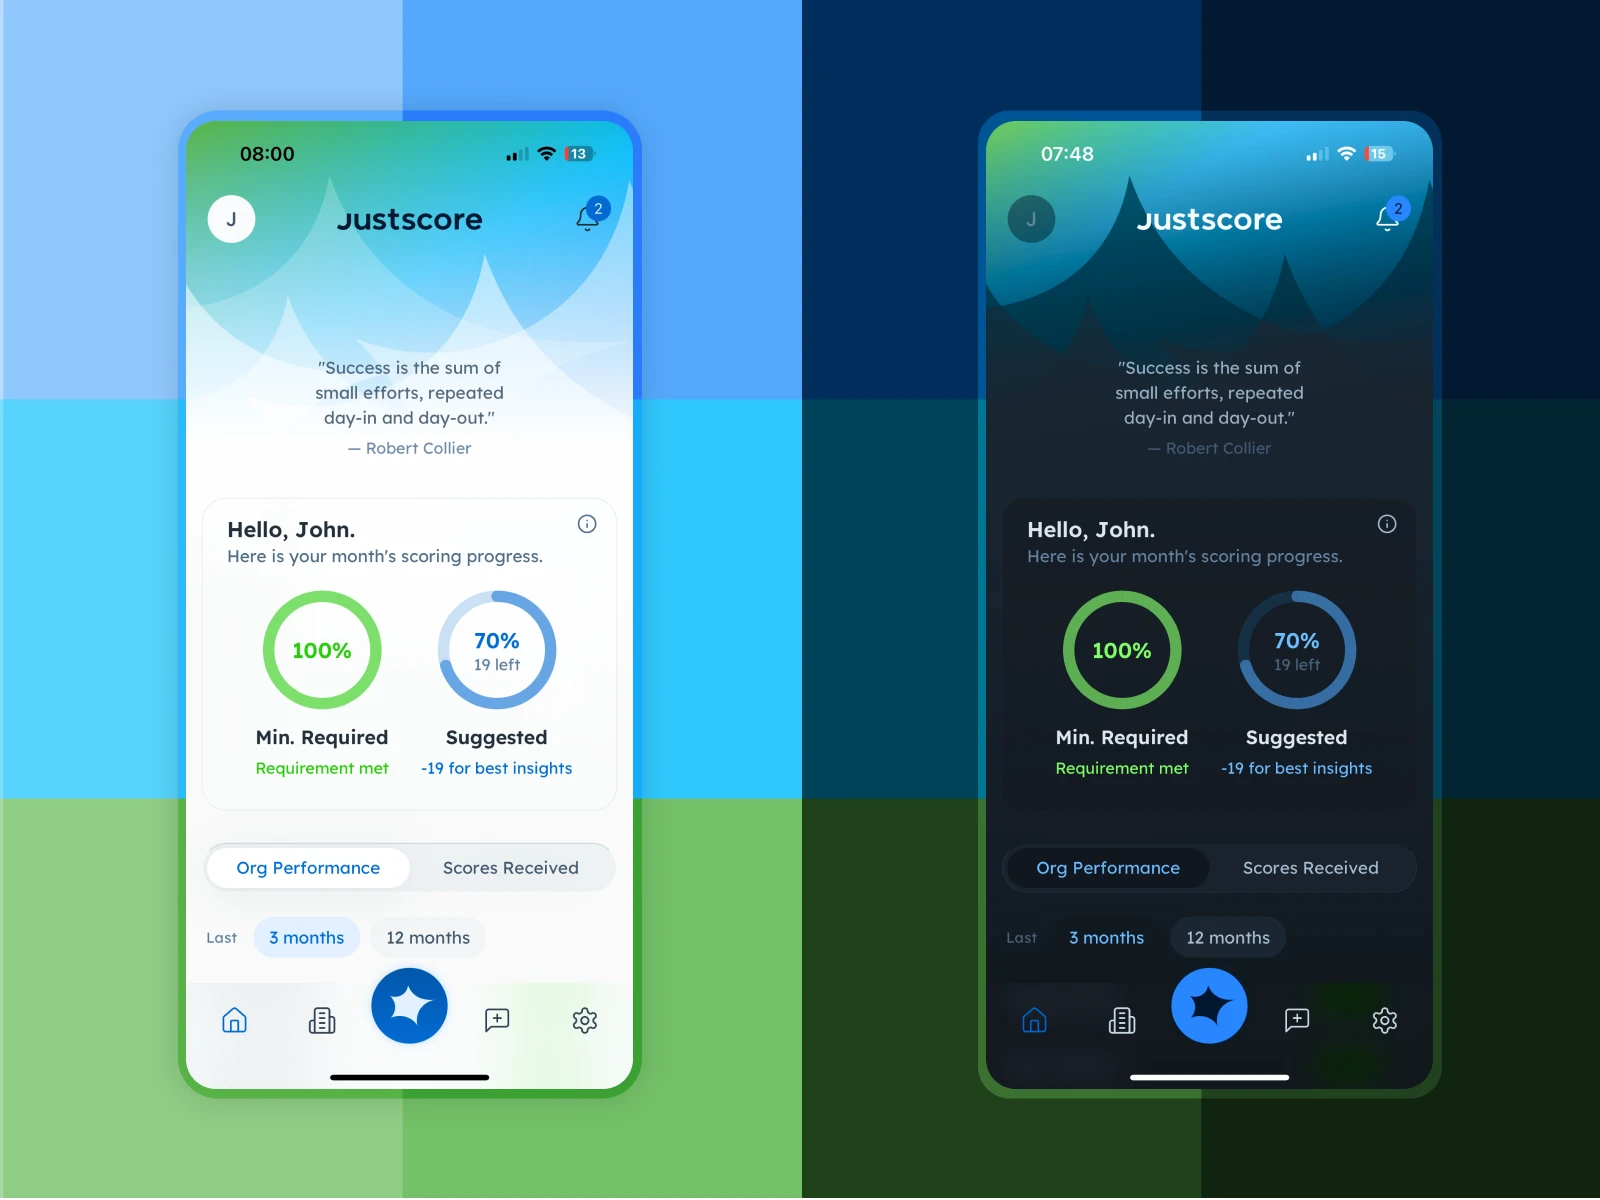 08:00
13
J
Justscore
2
"Success is the sum of
small efforts, repeated
day-in and day-out."
— Robert Collier
Hello, John.
Here is your month's scoring progress.
100%
70%
19 left
Min. Required
Suggested
Requirement met
-19 for best insights
Org Performance
Scores Received
Last
3 months
12 months
07:48
15
J
Justscore
2
"Success is the sum of
small efforts, repeated
day-in and day-out."
— Robert Collier
Hello, John.
Here is your month's scoring progress.
100%
70%
19 left
Min. Required
Suggested
Requirement met
-19 for best insights
Org Performance
Scores Received
Last
3 months
12 months